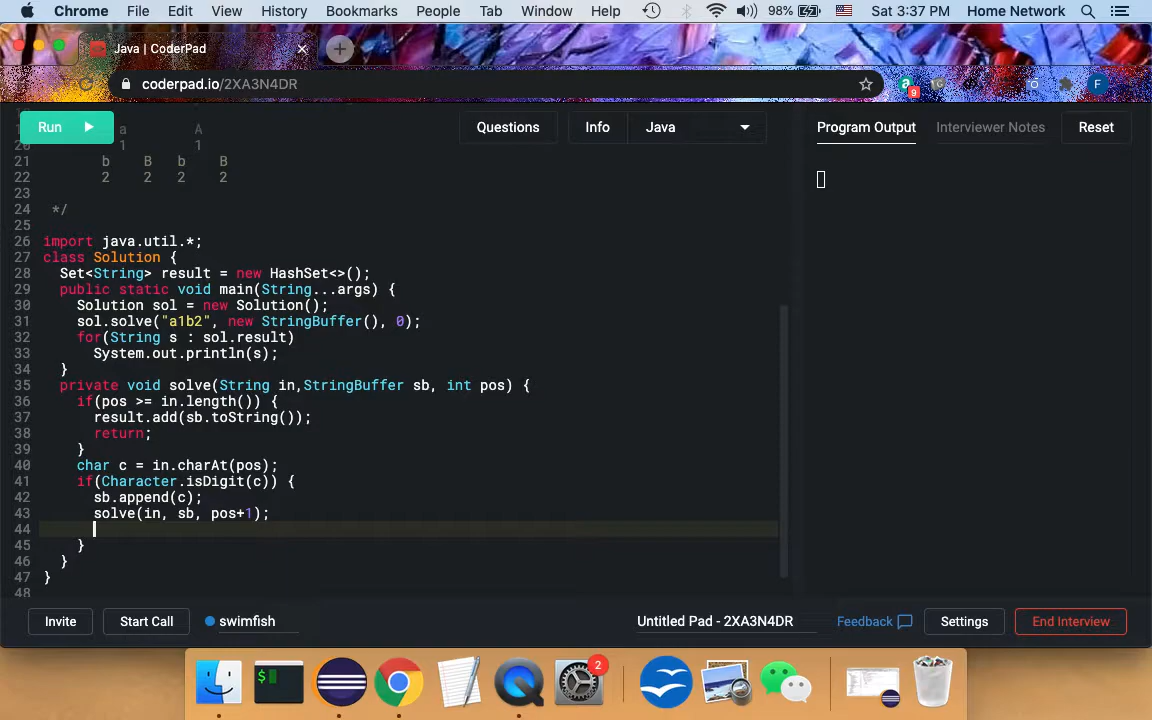 Chrome File Edit View History Bookmarks People Tab Window Help 98% Sat 3:37 PM Home Network
Java | CoderPad
coderpad.io/2XA3N4DR
9
F
Run
Questions
Info
Java
Program Output
Interviewer Notes
Reset
a A
20 1 1
21 b B b B
22 2 2 2 2
23
24 */
25
26 import java.util.*;
27 class Solution {
28 Set<String> result = new HashSet<>();
29 public static void main(String...args) {
30 Solution sol = new Solution();
31 sol.solve("a1b2", new StringBuffer(), 0);
32 for(String s : sol.result)
33 System.out.println(s);
34 }
35 private void solve(String in,StringBuffer sb, int pos) {
36 if(pos >= in.length()) {
37 result.add(sb.toString());
38 return;
39 }
40 char c = in.charAt(pos);
41 if(Character.isDigit(c)) {
42 sb.append(c);
43 solve(in, sb, pos+1);
44
45 }
46 }
47 }
48
Invite
Start Call
swimfish
Untitled Pad - 2XA3N4DR
Feedback
Settings
End Interview
$
2